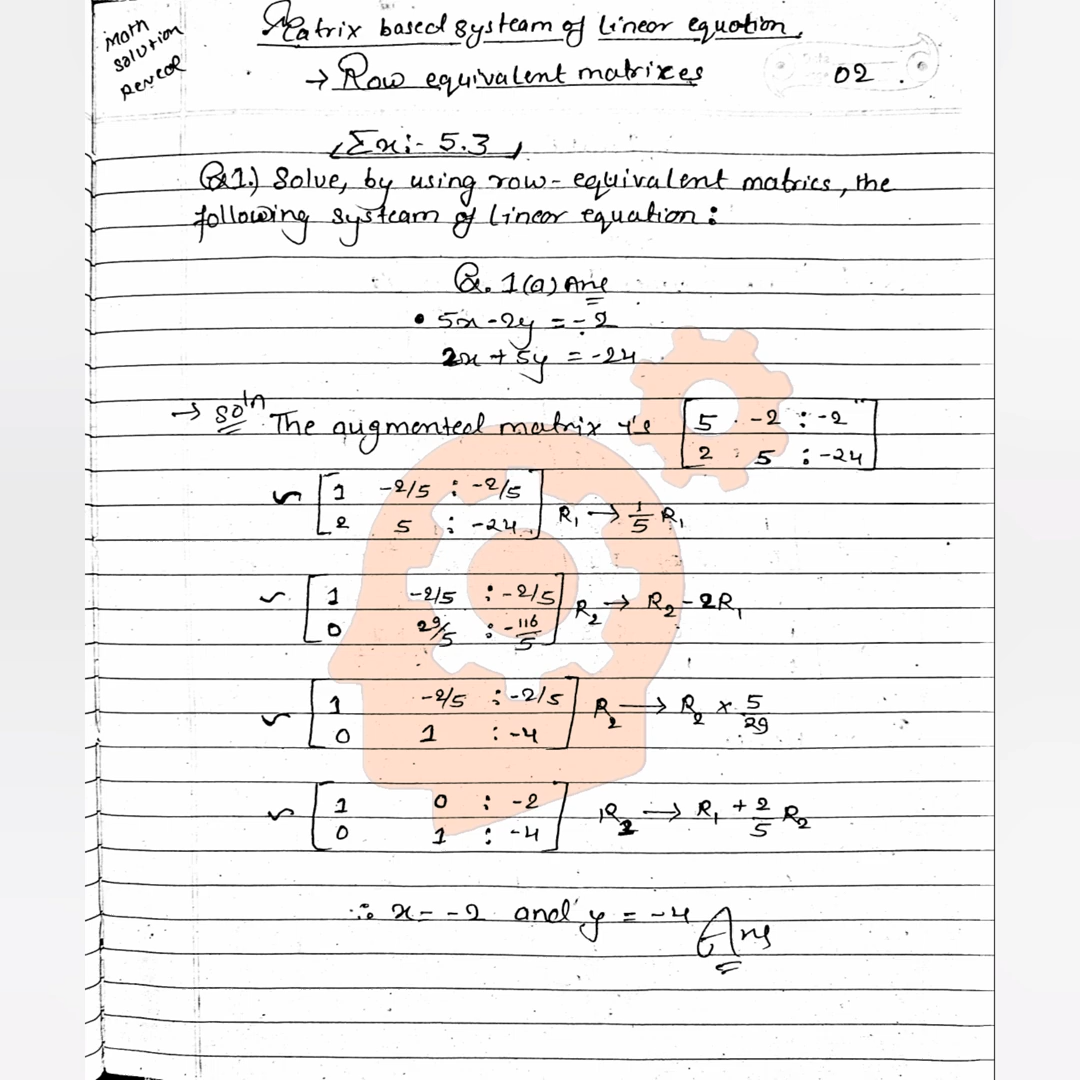 Math
solution
perveol
Matrix based systeam of linear equation.
→ Row equivalent matrixes
02
Ex:- 5.3
Q1.) Solve, by using row-equivalent matrics, the
following systeam of linear equation :
Q. 1(a) Ans
• 5x - 2y = -2
2x + 5y = -24
→ solⁿ The augmented matrix is [5 -2 : -2
2 5 : -24]
~ [1 -2/5 : -2/5
2 5 : -24] R₁ → 1/5 R₁
~ [1 -2/5 : -2/5
0 29/5 : -116/5] R₂ → R₂ - 2R₁
~ [1 -2/5 : -2/5
0 1 : -4] R₂ → R₂ × 5/29
~ [1 0 : -2
0 1 : -4] R₂ → R₁ + 2/5 R₂
∴ x = -2 and y = -4 Ans